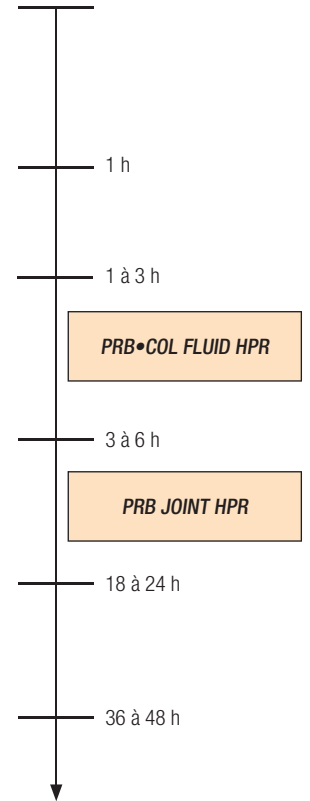 1 h
1 à 3 h
PRB•COL FLUID HPR
3 à 6 h
PRB JOINT HPR
18 à 24 h
36 à 48 h